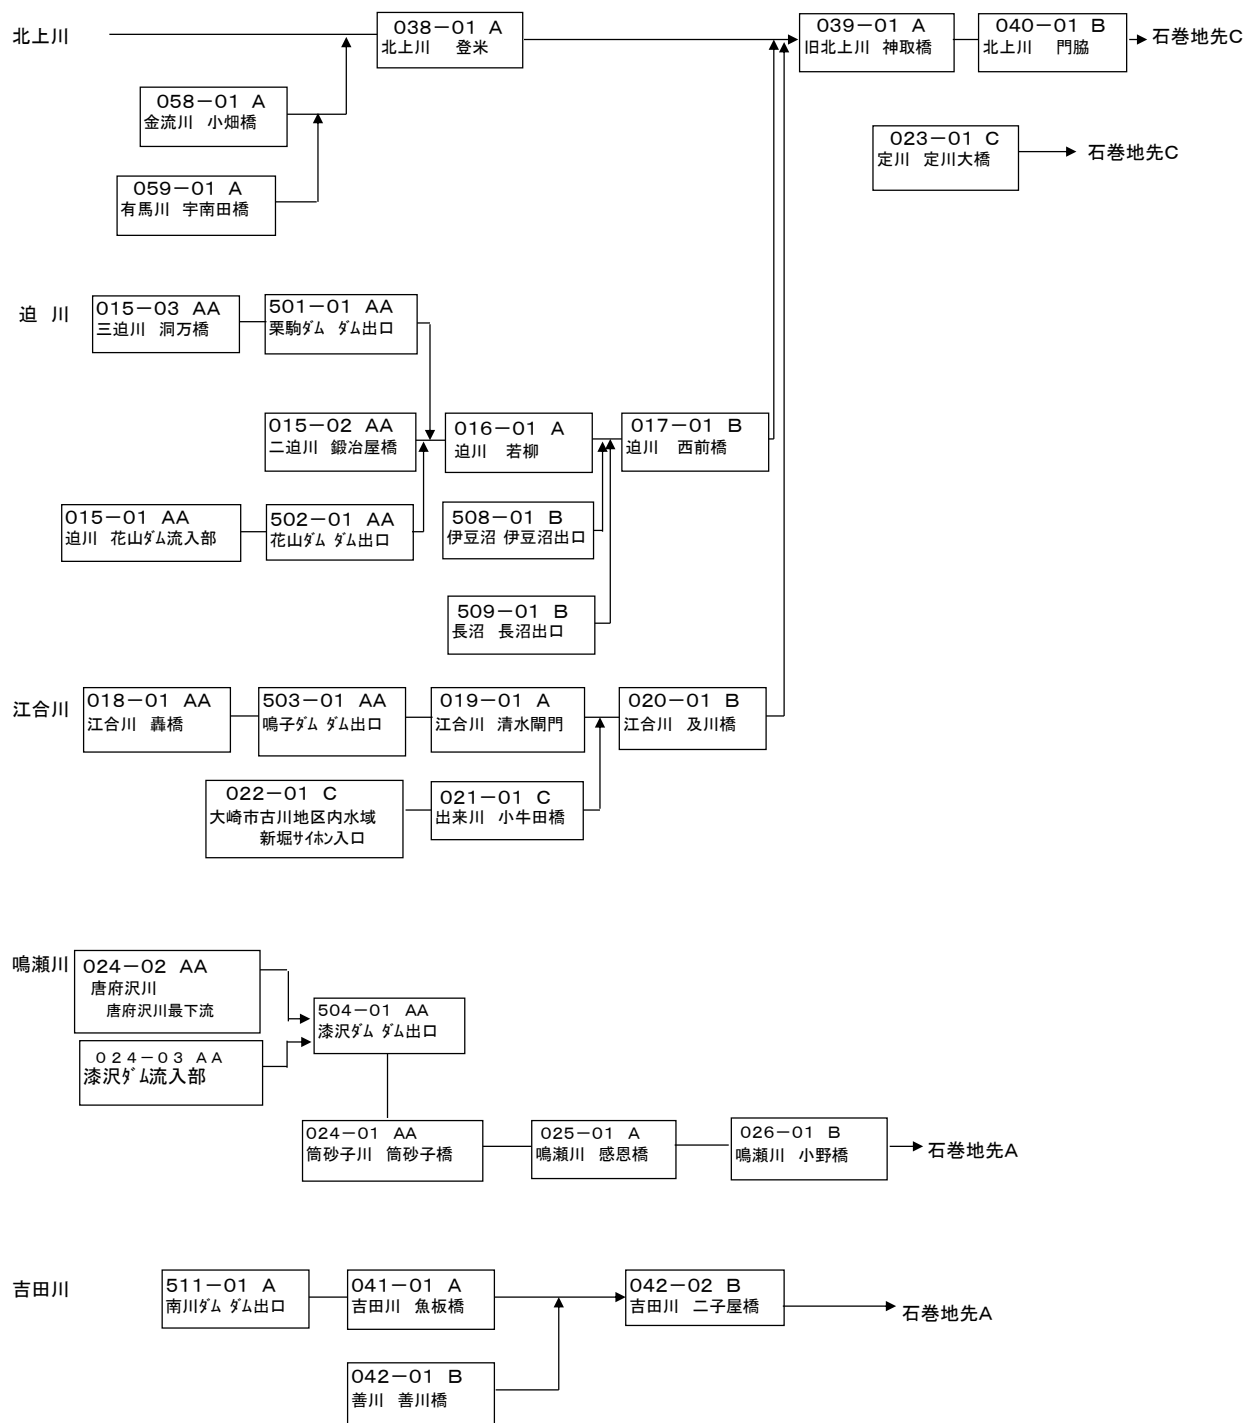 北上川
038－01 A
北上川　登米
039－01 A
旧北上川　神取橋
040－01 B
北上川　門脇
石巻地先C
058－01 A
金流川　小畑橋
023－01 C
定川　定川大橋
石巻地先C
059－01 A
有馬川　宇南田橋
迫　川
015－03 AA
三迫川　洞万橋
501－01 AA
栗駒ダム　ダム出口
015－02 AA
二迫川　鍛冶屋橋
016－01 A
迫川　若柳
017－01 B
迫川　西前橋
015－01 AA
迫川　花山ダム流入部
502－01 AA
花山ダム　ダム出口
508－01 B
伊豆沼　伊豆沼出口
509－01 B
長沼　長沼出口
江合川
018－01 AA
江合川　轟橋
503－01 AA
鳴子ダム　ダム出口
019－01 A
江合川　清水閘門
020－01 B
江合川　及川橋
022－01 C
大崎市古川地区内水域
新堀サイホン入口
021－01 C
出来川　小牛田橋
鳴瀬川
024－02 AA
唐府沢川
唐府沢川最下流
504－01 AA
漆沢ダム　ダム出口
024－03 AA
漆沢ダム流入部
024－01 AA
筒砂子川　筒砂子橋
025－01 A
鳴瀬川　感恩橋
026－01 B
鳴瀬川　小野橋
石巻地先A
吉田川
511－01 A
南川ダム　ダム出口
041－01 A
吉田川　魚板橋
042－02 B
吉田川　二子屋橋
石巻地先A
042－01 B
善川　善川橋